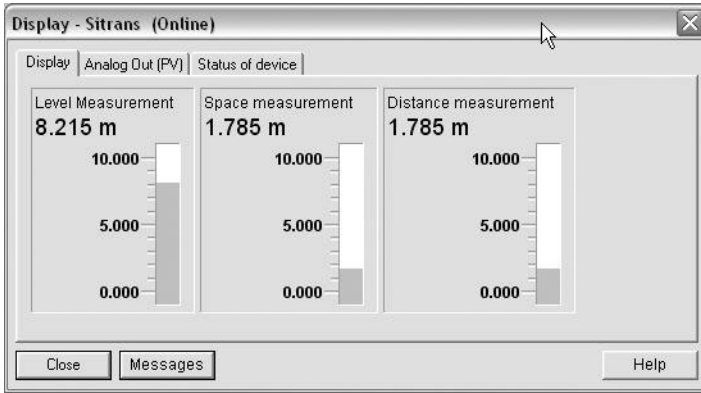 Display - Sitrans (Online)
Display Analog Out (PV) Status of device
Level Measurement Space measurement Distance measurement
8.215 m 1.785 m 1.785 m
10.000 10.000 10.000
5.000 5.000 5.000
0.000 0.000 0.000
Close Messages Help